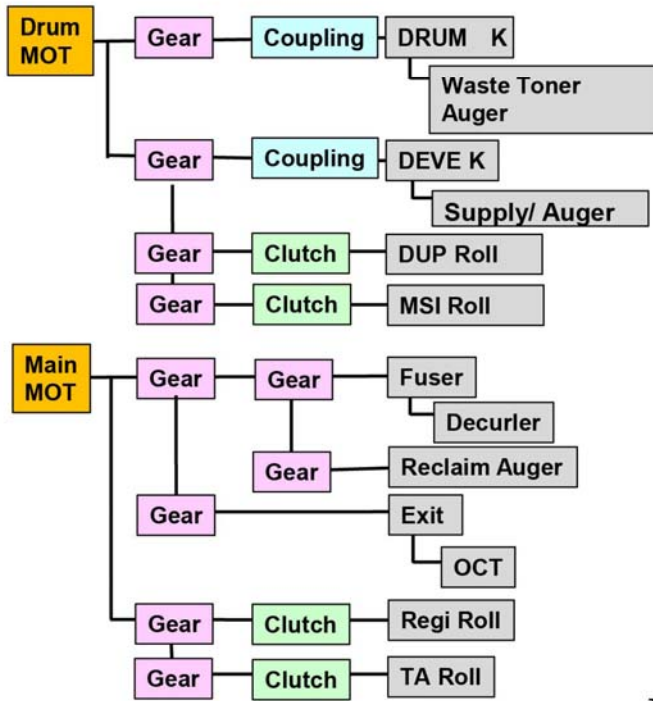 Drum
MOT
Gear
Coupling
DRUM K
Waste Toner
Auger
Gear
Coupling
DEVE K
Supply/ Auger
Gear
Clutch
DUP Roll
Gear
Clutch
MSI Roll
Main
MOT
Gear
Gear
Fuser
Decurler
Gear
Reclaim Auger
Gear
Exit
OCT
Gear
Clutch
Regi Roll
Gear
Clutch
TA Roll